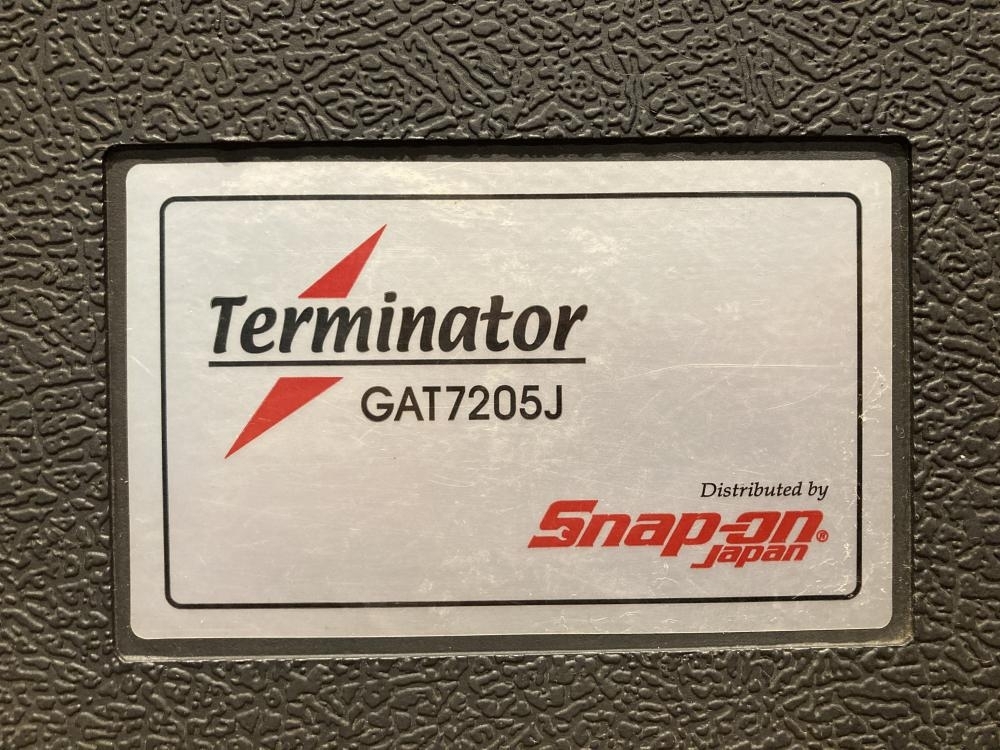 Terminator
GAT7205J
Distributed by
Snap-on®
Japan